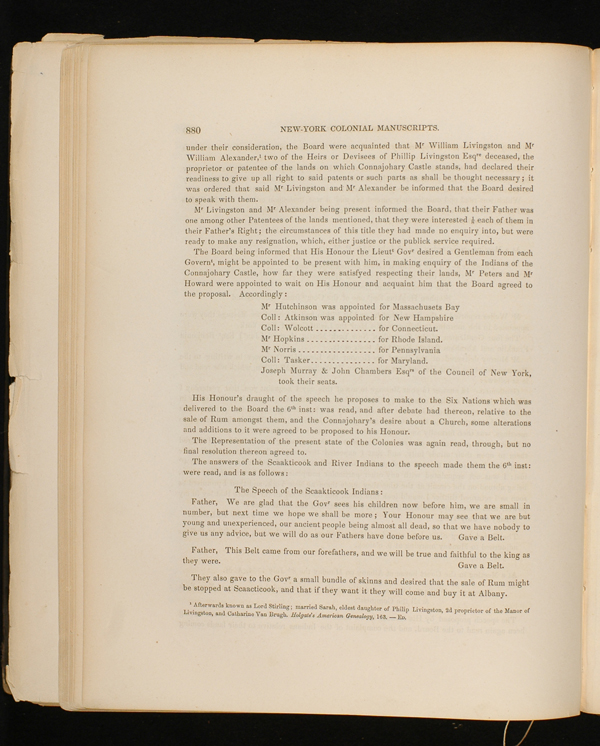 880 NEW-YORK COLONIAL MANUSCRIPTS.
under their consideration, the Board were acquainted that Mʳ William Livingston and Mʳ
William Alexander,¹ two of the Heirs or Devisees of Phillip Livingston Esqʳˢ deceased, the
proprietor or patentee of the lands on which Connajohary Castle stands, had declared their
readiness to give up all right to said patents or such parts as shall be thought necessary; it
was ordered that said Mʳ Livingston and Mʳ Alexander be informed that the Board desired
to speak with them.
Mʳ Livingston and Mʳ Alexander being present informed the Board, that their Father was
one among other Patentees of the lands mentioned, that they were interested each of them in
their Father's Right; the circumstances of this title they had made no enquiry into, but were
ready to make any resignation, which, either justice or the publick service required.
The Board being informed that His Honour the Lieutᵗ Govʳ desired a Gentleman from each
Governᵗ, might be appointed to be present with him, in making enquiry of the Indians of the
Connajohary Castle, how far they were satisfyed respecting their lands, Mʳ Peters and Mʳ
Howard were appointed to wait on His Honour and acquaint him that the Board agreed to
the proposal. Accordingly:
Mʳ Hutchinson was appointed for Massachusets Bay
Coll: Atkinson was appointed for New Hampshire
Coll: Wolcott .............. for Connecticut.
Mʳ Hopkins ................ for Rhode Island.
Mʳ Norris .................. for Pennsylvania
Coll: Tasker............... for Maryland.
Joseph Murray & John Chambers Esqʳˢ of the Council of New York,
took their seats.
His Honour's draught of the speech he proposes to make to the Six Nations which was
delivered to the Board the 6ᵗʰ inst: was read, and after debate had thereon, relative to the
sale of Rum amongst them, and the Connajohary's desire about a Church, some alterations
and additions to it were agreed to be proposed to his Honour.
The Representation of the present state of the Colonies was again read, through, but no
final resolution thereon agreed to.
The answers of the Scaakticook and River Indians to the speech made them the 6ᵗʰ inst:
were read, and is as follows:
The Speech of the Scaakticook Indians:
Father, We are glad that the Govʳ sees his children now before him, we are small in
number, but next time we hope we shall be more; Your Honour may see that we are but
young and unexperienced, our ancient people being almost all dead, so that we have nobody to
give us any advice, but we will do as our Fathers have done before us. Gave a Belt.
Father, This Belt came from our forefathers, and we will be true and faithful to the king as
they were. Gave a Belt.
They also gave to the Govʳ a small bundle of skinns and desired that the sale of Rum might
be stopped at Scaacticook, and that if they want it they will come and buy it at Albany.
¹ Afterwards known as Lord Stirling; married Sarah, eldest daughter of Philip Livingston, 2d proprietor of the Manor of
Livingston, and Catharine Van Brugh. Holgate's American Genealogy, 163. — ED.